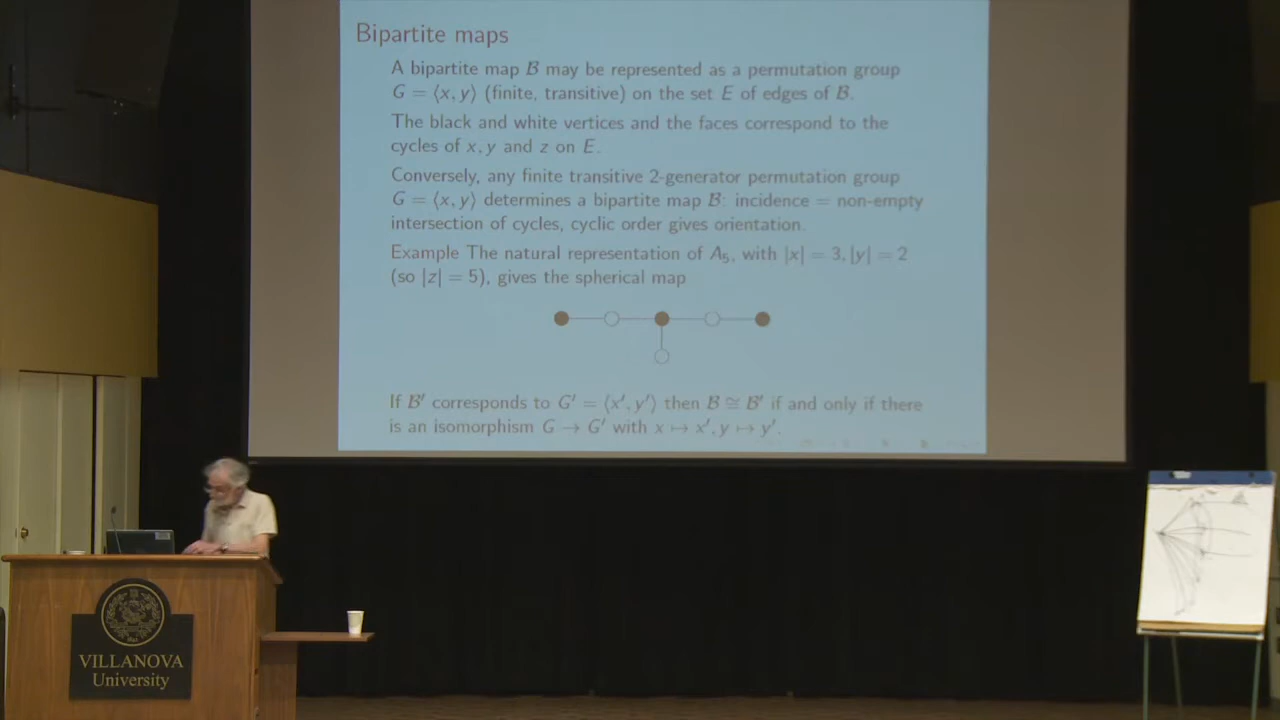 Bipartite maps
A bipartite map B may be represented as a permutation group
G = ⟨x, y⟩ (finite, transitive) on the set E of edges of B.
The black and white vertices and the faces correspond to the
cycles of x, y and z on E.
Conversely, any finite transitive 2-generator permutation group
G = ⟨x, y⟩ determines a bipartite map B: incidence = non-empty
intersection of cycles, cyclic order gives orientation.
Example The natural representation of A₅, with |x| = 3, |y| = 2
(so |z| = 5), gives the spherical map
If B′ corresponds to G′ = ⟨x′, y′⟩ then B ≅ B′ if and only if there
is an isomorphism G → G′ with x ↦ x′, y ↦ y′.
VILLANOVA
University